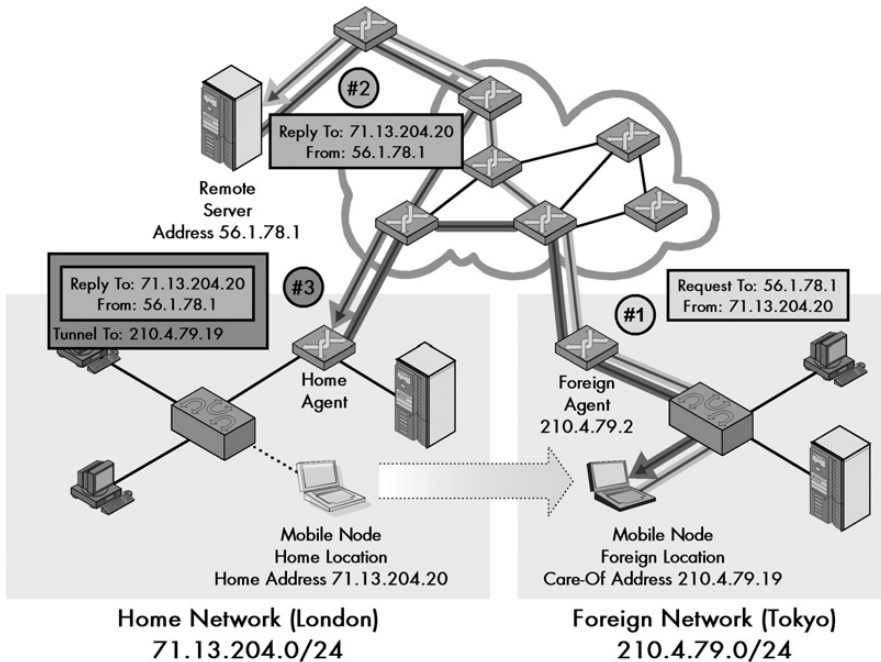 #2
Reply To: 71.13.204.20
From: 56.1.78.1
Remote
Server
Address 56.1.78.1
Reply To: 71.13.204.20
From: 56.1.78.1
Tunnel To: 210.4.79.19
#3
#1
Request To: 56.1.78.1
From: 71.13.204.20
Home
Agent
Foreign
Agent
210.4.79.2
Mobile Node
Home Location
Home Address 71.13.204.20
Mobile Node
Foreign Location
Care-Of Address 210.4.79.19
Home Network (London)
71.13.204.0/24
Foreign Network (Tokyo)
210.4.79.0/24